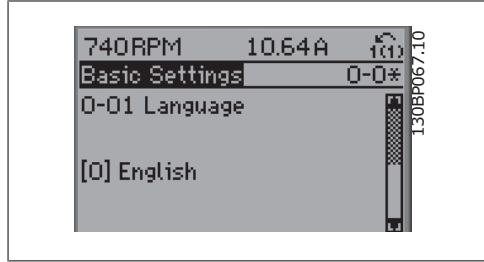 740RPM 10.64A 1(1)
Basic Settings 0-0*
0-01 Language
[0] English
130BP067.10